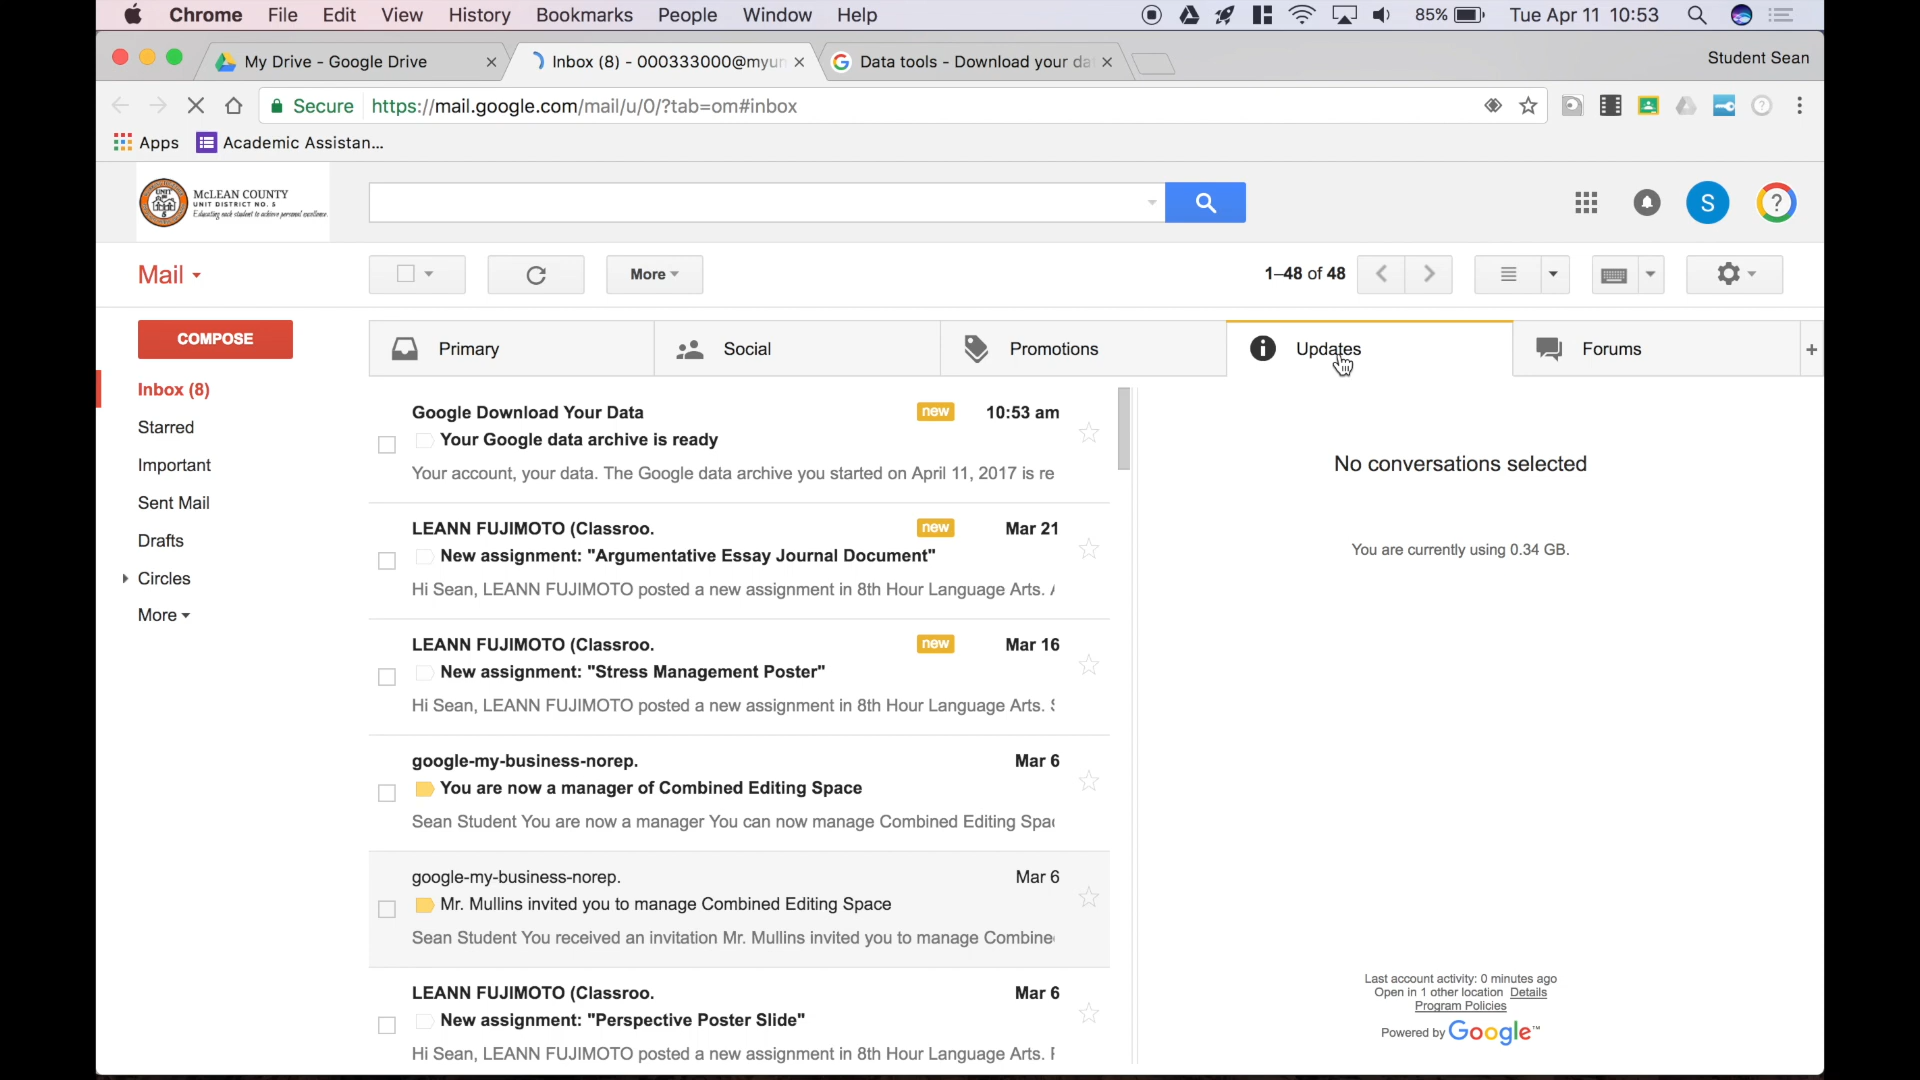 Chrome File Edit View History Bookmarks People Window Help 85% Tue Apr 11 10:53
My Drive - Google Drive Inbox (8) - 000333000@myun Data tools - Download your da Student Sean
Secure https://mail.google.com/mail/u/0/?tab=om#inbox
Apps Academic Assistan...
UNIT
McLEAN COUNTY
UNIT DISTRICT NO. 5
Educating each student to achieve personal excellence.
S ?
Mail More 1–48 of 48
COMPOSE
Primary Social Promotions Updates Forums +
Inbox (8)
Starred
Important
Sent Mail
Drafts
Circles
More
Google Download Your Data new 10:53 am
Your Google data archive is ready
Your account, your data. The Google data archive you started on April 11, 2017 is re
LEANN FUJIMOTO (Classroo. new Mar 21
New assignment: "Argumentative Essay Journal Document"
Hi Sean, LEANN FUJIMOTO posted a new assignment in 8th Hour Language Arts.
LEANN FUJIMOTO (Classroo. new Mar 16
New assignment: "Stress Management Poster"
Hi Sean, LEANN FUJIMOTO posted a new assignment in 8th Hour Language Arts.
google-my-business-norep. Mar 6
You are now a manager of Combined Editing Space
Sean Student You are now a manager You can now manage Combined Editing Spac
google-my-business-norep. Mar 6
Mr. Mullins invited you to manage Combined Editing Space
Sean Student You received an invitation Mr. Mullins invited you to manage Combine
LEANN FUJIMOTO (Classroo. Mar 6
New assignment: "Perspective Poster Slide"
Hi Sean, LEANN FUJIMOTO posted a new assignment in 8th Hour Language Arts.
No conversations selected
You are currently using 0.34 GB.
Last account activity: 0 minutes ago
Open in 1 other location Details
Program Policies
Powered by Google™